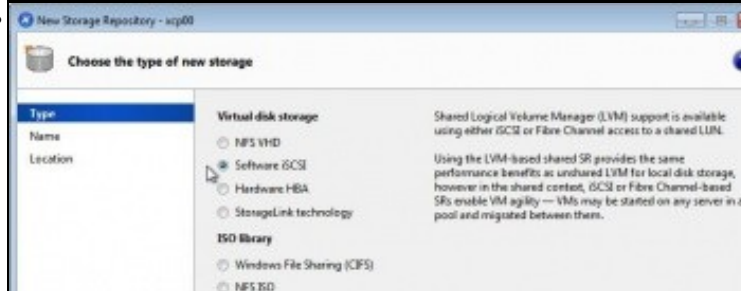 New Storage Repository - xcp00
Choose the type of new storage
Type
Name
Location
Virtual disk storage
NFS VHD
Software iSCSI
Hardware HBA
StorageLink technology
ISO library
Windows File Sharing (CIFS)
NFS ISO
Shared Logical Volume Manager (LVM) support is available
using either iSCSI or Fibre Channel access to a shared LUN.
Using the LVM-based shared SR provides the same
performance benefits as unshared LVM for local disk storage,
however in the shared context, iSCSI or Fibre Channel-based
SRs enable VM agility — VMs may be started on any server in a
pool and migrated between them.